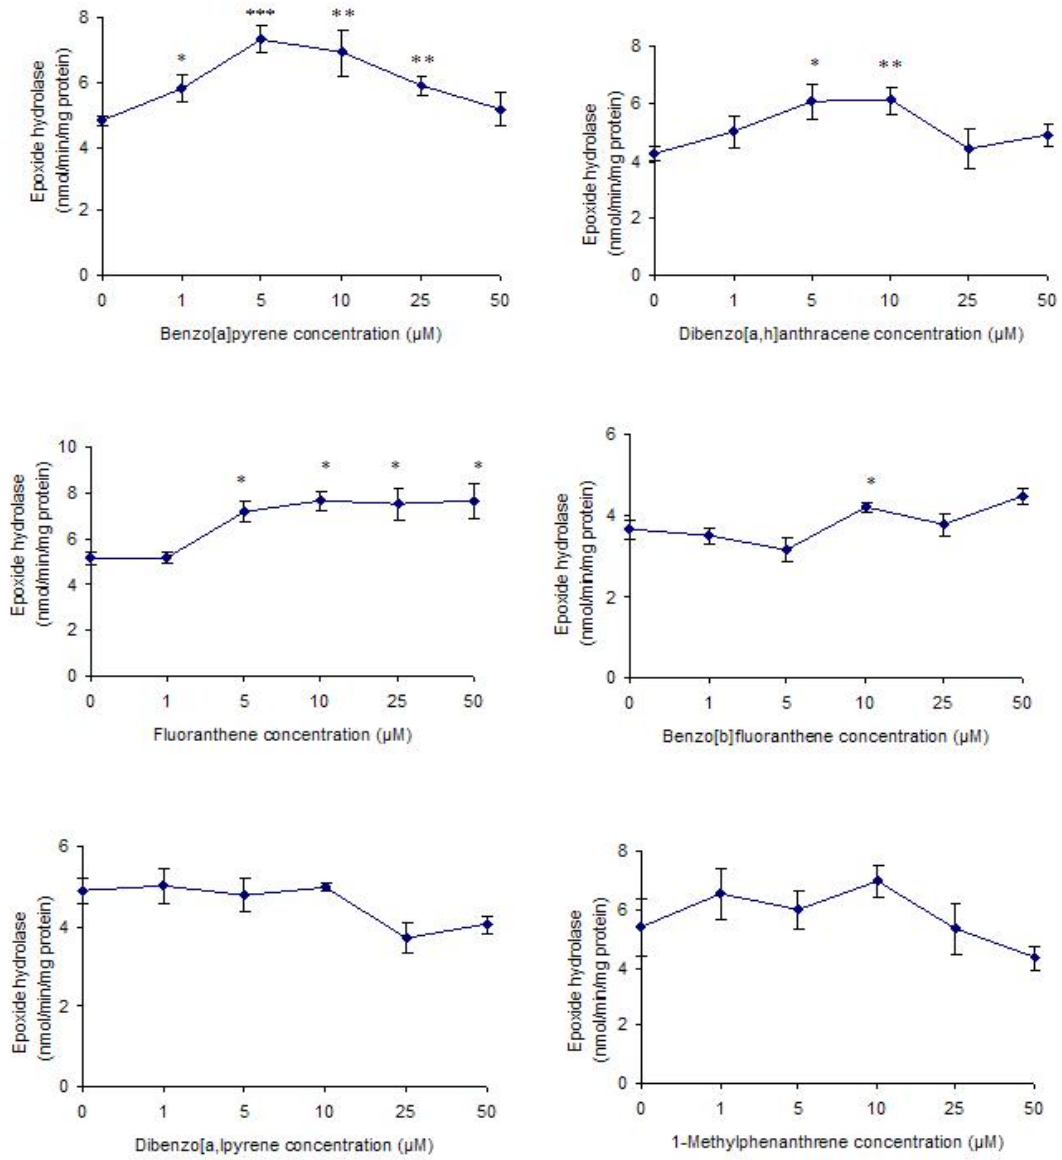 Epoxide hydrolase
(nmol/min/mg protein)
8
6
4
2
0
*
***
**
**
0 1 5 10 25 50
Benzo[a]pyrene concentration (µM)
Epoxide hydrolase
(nmol/min/mg protein)
8
6
4
2
0
*
**
0 1 5 10 25 50
Dibenzo[a,h]anthracene concentration (µM)
Epoxide hydrolase
(nmol/min/mg protein)
10
8
6
4
2
0
* * * *
0 1 5 10 25 50
Fluoranthene concentration (µM)
Epoxide hydrolase
(nmol/min/mg protein)
6
4
2
0
*
0 1 5 10 25 50
Benzo[b]fluoranthene concentration (µM)
Epoxide hydrolase
(nmol/min/mg protein)
6
4
2
0
0 1 5 10 25 50
Dibenzo[a,lpyrene concentration (µM)
Epoxide hydrolase
(nmol/min/mg protein)
8
6
4
2
0
0 1 5 10 25 50
1-Methylphenanthrene concentration (µM)